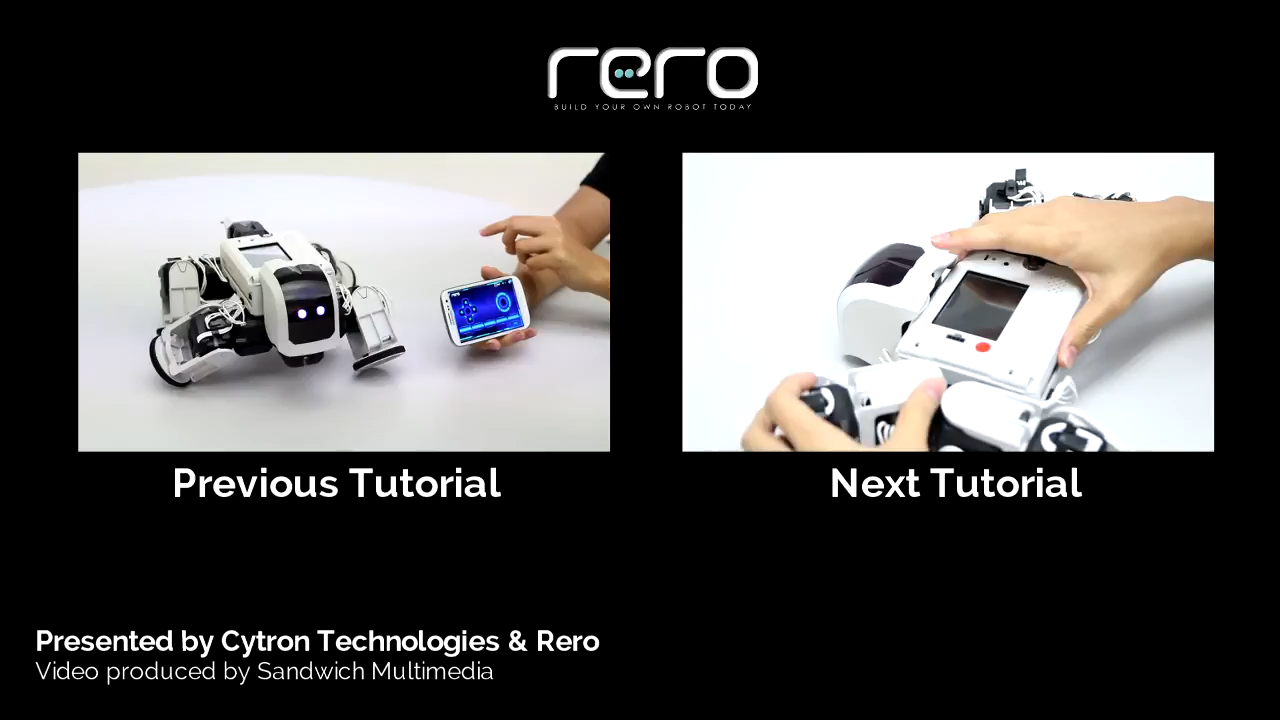 rero
BUILD YOUR OWN ROBOT TODAY
Previous Tutorial
Next Tutorial
Presented by Cytron Technologies & Rero
Video produced by Sandwich Multimedia